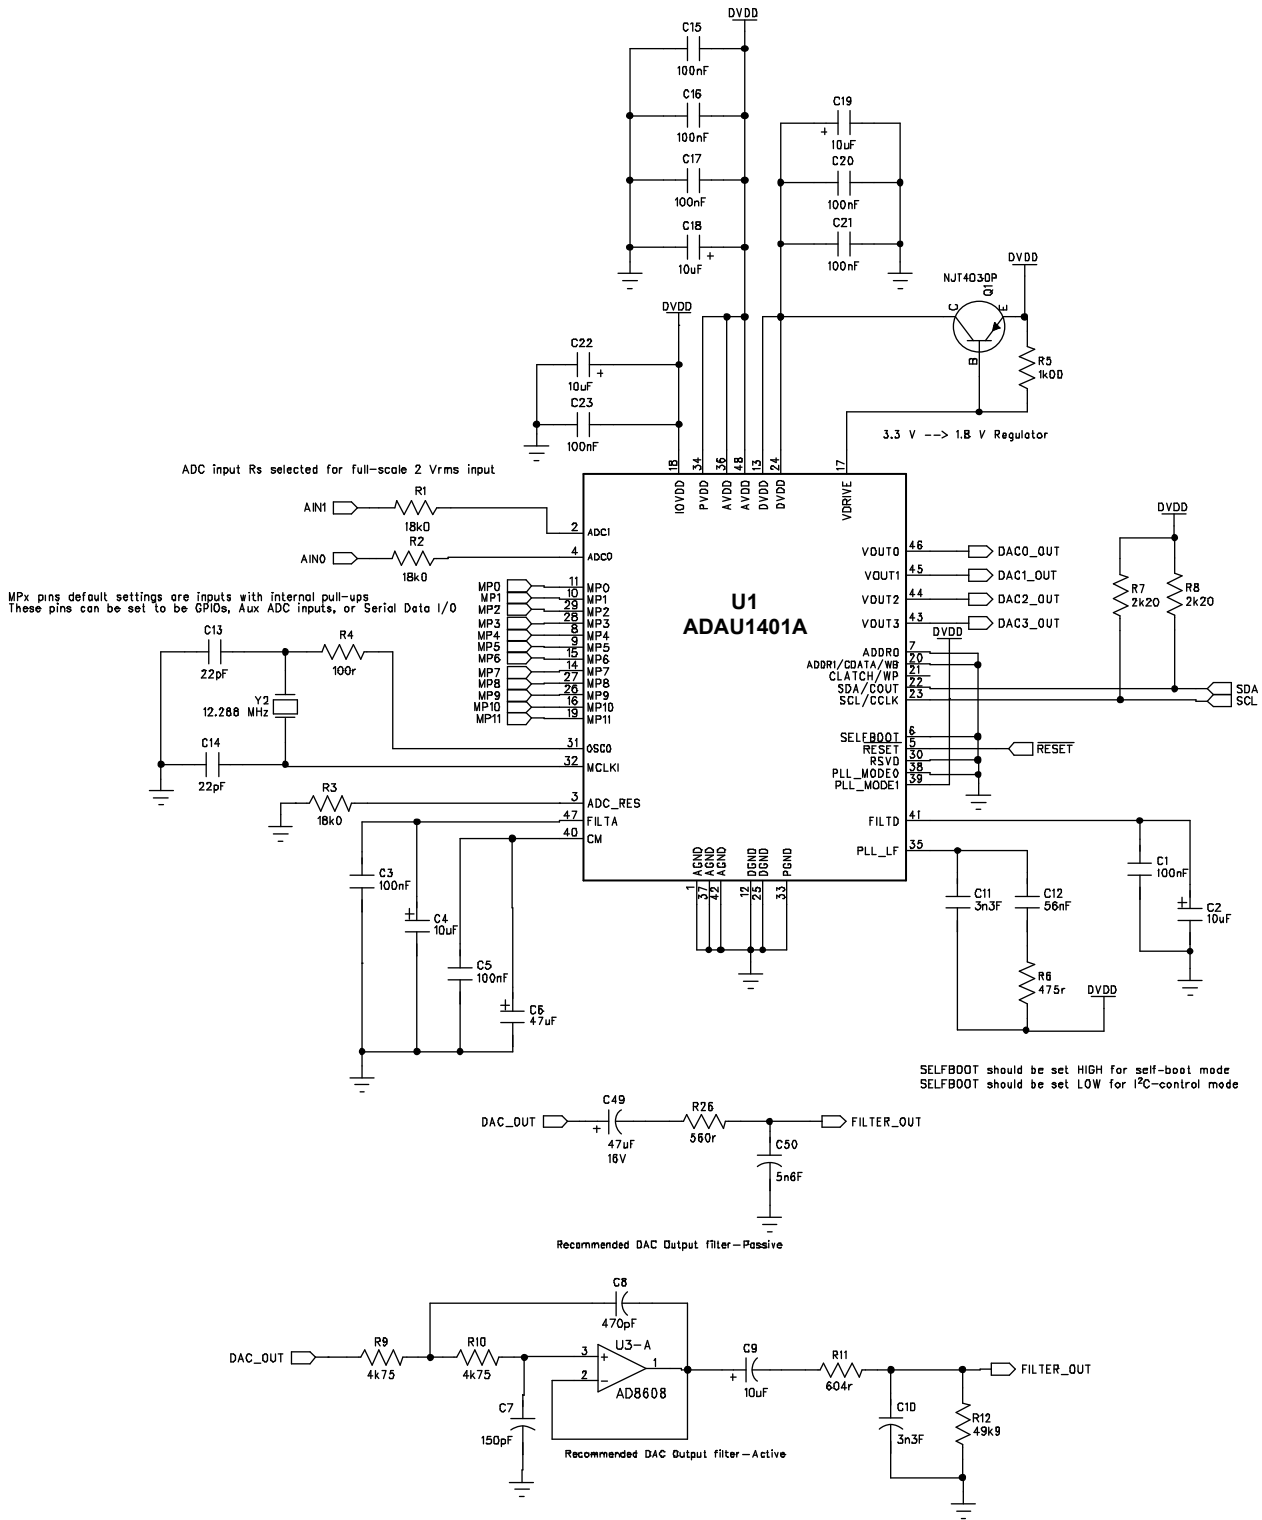 DVDD
C15
100nF
C16
100nF
C17
100nF
C18
+
10uF
C19
+
10uF
C20
100nF
C21
100nF
DVDD
NJT4030P
Q1
C
E
B
R5
1k00
3.3 V --> 1.8 V Regulator
DVDD
C22
+
10uF
C23
100nF
18
34
36
48
13
24
17
IOVDD
PVDD
AVDD
AVDD
DVDD
DVDD
VDRIVE
ADC input Rs selected for full-scale 2 Vrms input
AIN1
R1
18k0
2
ADC1
AIN0
R2
18k0
4
ADC0
MPx pins default settings are inputs with internal pull-ups
These pins can be set to be GPIOs, Aux ADC inputs, or Serial Data I/O
MP0 11 MP0
MP1 10 MP1
MP2 29 MP2
MP3 28 MP3
MP4 8 MP4
MP5 9 MP5
MP6 15 MP6
MP7 14 MP7
MP8 27 MP8
MP9 26 MP9
MP10 16 MP10
MP11 19 MP11
C13
22pF
R4
100r
Y2
12.288 MHz
C14
22pF
31 OSCO
32 MCLKI
R3
18k0
3 ADC_RES
47 FILTA
40 CM
C3
100nF
+
C4
10uF
C5
100nF
+
C6
47uF
U1
ADAU1401A
VOUT0 46 DAC0_OUT
VOUT1 45 DAC1_OUT
VOUT2 44 DAC2_OUT
VOUT3 43 DAC3_OUT
DVDD
ADDR0 7
ADDR1/CDATA/WB 20
CLATCH/WP 21
SDA/COUT 22
SCL/CCLK 23
DVDD
R7
2k20
R8
2k20
SDA
SCL
SELFBOOT 6
RESET 5
RESET
RSVD 30
PLL_MODE0 38
PLL_MODE1 39
FILTD 41
PLL_LF 35
C1
100nF
+
C2
10uF
C11
3n3F
C12
56nF
R6
475r
DVDD
AGND
AGND
AGND
DGND
DGND
PGND
1
37
42
12
25
33
SELFBOOT should be set HIGH for self-boot mode
SELFBOOT should be set LOW for I²C-control mode
DAC_OUT
C49
+
47uF
16V
R26
560r
C50
5n6F
FILTER_OUT
Recommended DAC Output filter-Passive
DAC_OUT
R9
4k75
R10
4k75
C8
470pF
C7
150pF
U3-A
3
+
2
-
1
AD8608
C9
+
10uF
R11
604r
C10
3n3F
R12
49k9
FILTER_OUT
Recommended DAC Output filter-Active